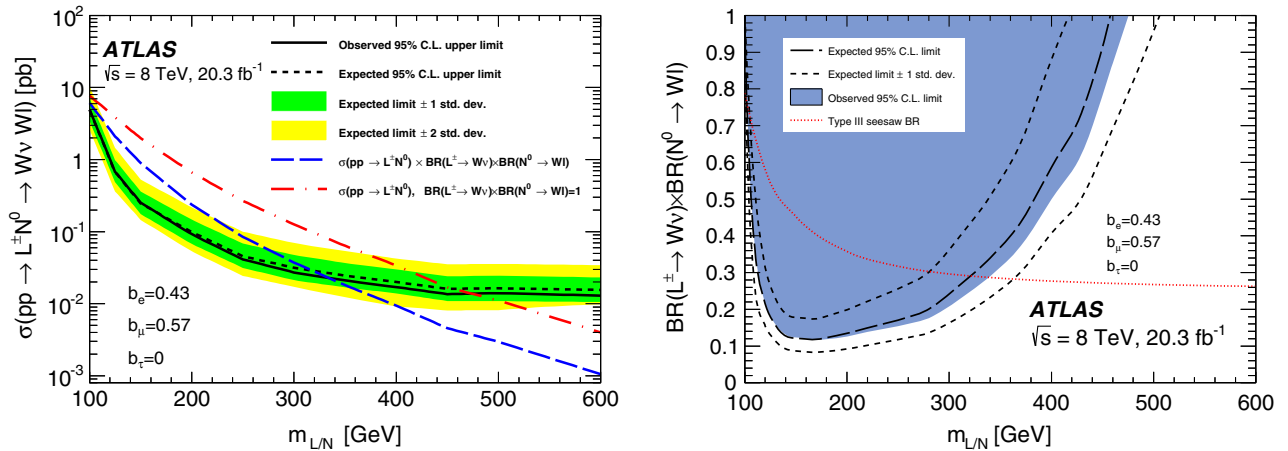 σ(pp → L±N⁰ → Wν Wl) [pb]
10²
10
1
10⁻¹
10⁻²
10⁻³
ATLAS
√s = 8 TeV, 20.3 fb⁻¹
Observed 95% C.L. upper limit
Expected 95% C.L. upper limit
Expected limit ± 1 std. dev.
Expected limit ± 2 std. dev.
σ(pp → L±N⁰) × BR(L±→ Wν)×BR(N⁰ → Wl)
σ(pp → L±N⁰), BR(L±→ Wν)×BR(N⁰ → Wl)=1
bₑ=0.43
b_μ=0.57
b_τ=0
100 200 300 400 500 600
m_L/N [GeV]
BR(L±→ Wν)×BR(N⁰ → Wl)
1
0.9
0.8
0.7
0.6
0.5
0.4
0.3
0.2
0.1
0
Expected 95% C.L. limit
Expected limit ± 1 std. dev.
Observed 95% C.L. limit
Type III seesaw BR
bₑ=0.43
b_μ=0.57
b_τ=0
ATLAS
√s = 8 TeV, 20.3 fb⁻¹
100 200 300 400 500 600
m_L/N [GeV]